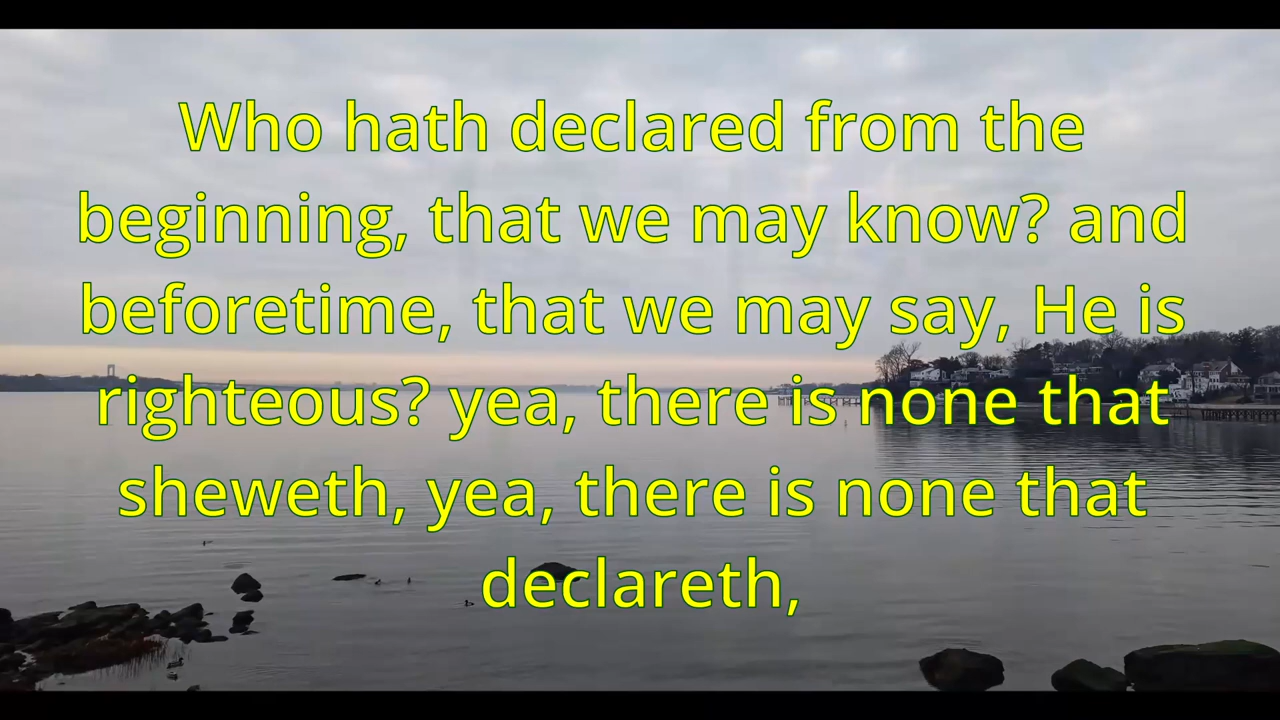 Who hath declared from the
beginning, that we may know? and
beforetime, that we may say, He is
righteous? yea, there is none that
sheweth, yea, there is none that
declareth,